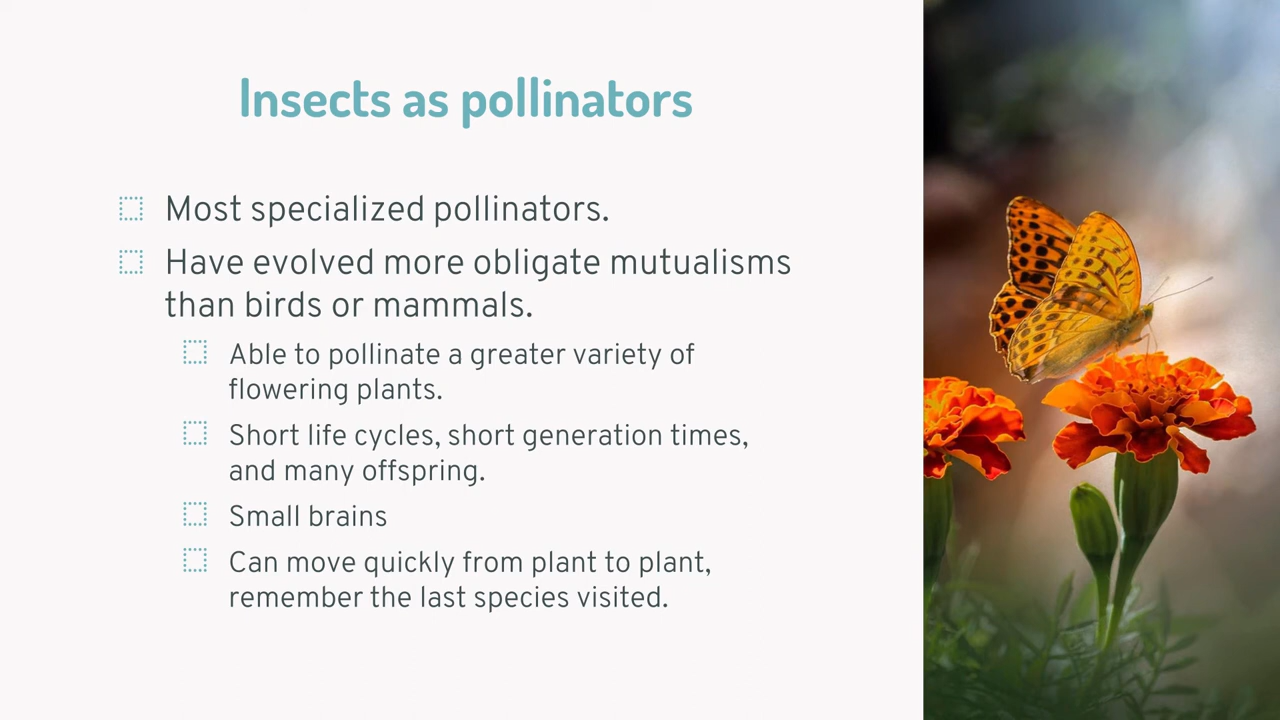 Insects as pollinators
Most specialized pollinators.
Have evolved more obligate mutualisms
than birds or mammals.
Able to pollinate a greater variety of
flowering plants.
Short life cycles, short generation times,
and many offspring.
Small brains
Can move quickly from plant to plant,
remember the last species visited.